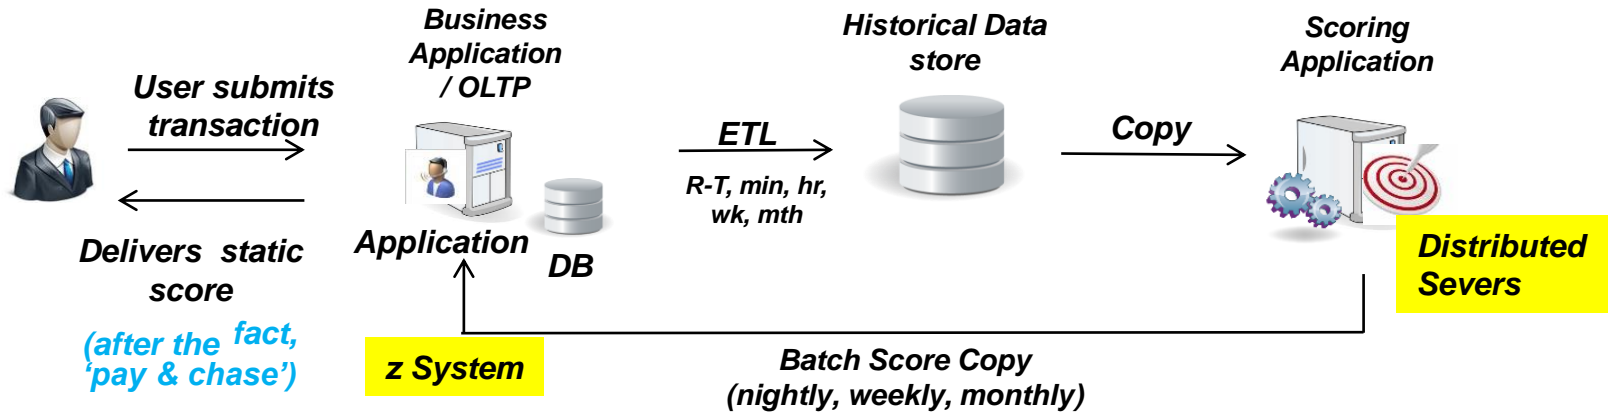 User submits
transaction
Delivers static
score
(after the fact,
‘pay & chase’)
Business
Application
/ OLTP
Application
DB
z System
ETL
R-T, min, hr,
wk, mth
Historical Data
store
Copy
Scoring
Application
Distributed
Severs
Batch Score Copy
(nightly, weekly, monthly)